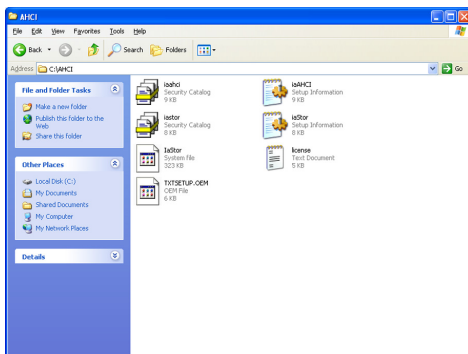 AHCI
File Edit View Favorites Tools Help
Back Search Folders
Address C:\AHCI Go
File and Folder Tasks
Make a new folder
Publish this folder to the
Web
Share this folder
Other Places
Local Disk (C:)
My Documents
Shared Documents
My Computer
My Network Places
Details
iaahci
Security Catalog
9 KB
iaAHCI
Setup Information
9 KB
iastor
Security Catalog
8 KB
iaStor
Setup Information
8 KB
IaStor
System file
323 KB
license
Text Document
5 KB
TXTSETUP.OEM
OEM File
6 KB